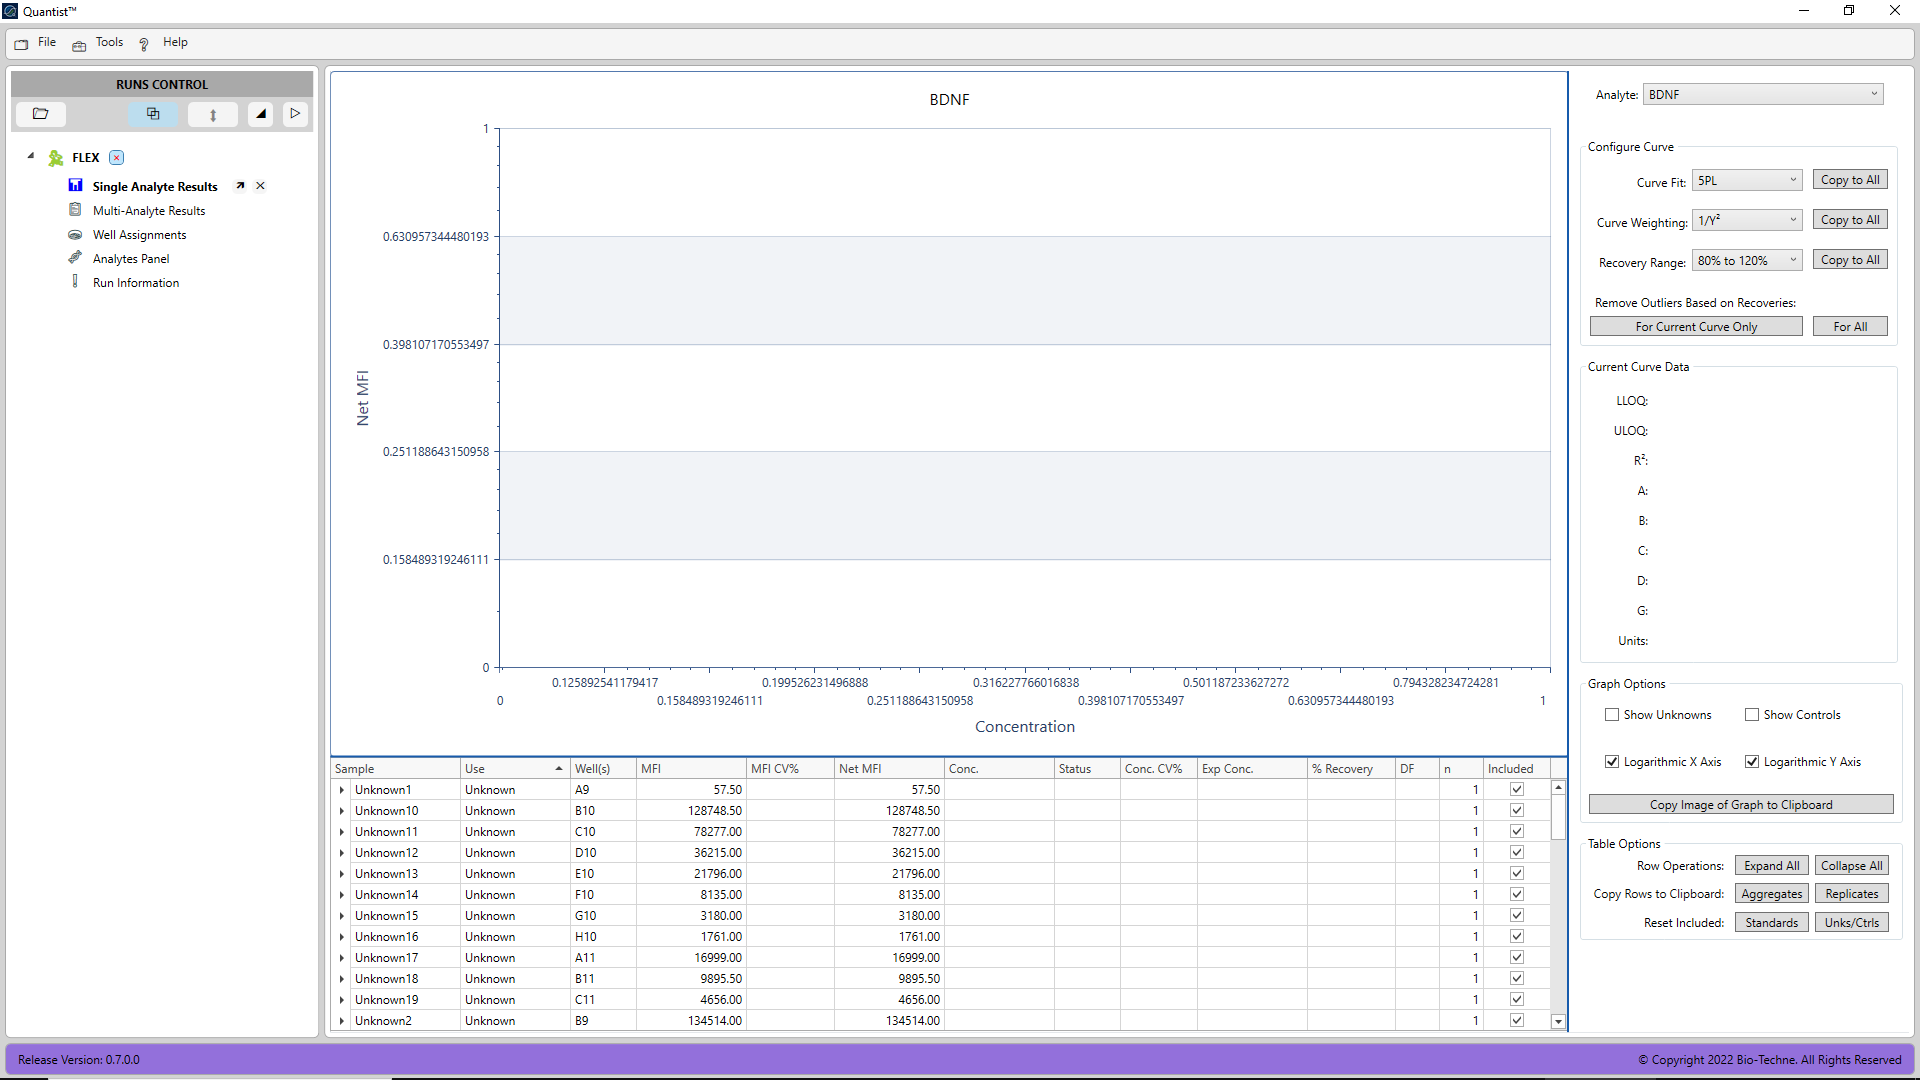 Quantist™
File Tools ? Help
RUNS CONTROL
FLEX
Single Analyte Results
Multi-Analyte Results
Well Assignments
Analytes Panel
Run Information
BDNF
1
0.630957344480193
0.398107170553497
0.251188643150958
0.158489319246111
0
Net MFI
0.125892541179417 0.199526231496888 0.316227766016838 0.501187233627272 0.794328234724281
0 0.158489319246111 0.251188643150958 0.398107170553497 0.630957344480193 1
Concentration
Sample Use Well(s) MFI MFI CV% Net MFI Conc. Status Conc. CV% Exp Conc. % Recovery DF n Included
Unknown1 Unknown A9 57.50 57.50 1
Unknown10 Unknown B10 128748.50 128748.50 1
Unknown11 Unknown C10 78277.00 78277.00 1
Unknown12 Unknown D10 36215.00 36215.00 1
Unknown13 Unknown E10 21796.00 21796.00 1
Unknown14 Unknown F10 8135.00 8135.00 1
Unknown15 Unknown G10 3180.00 3180.00 1
Unknown16 Unknown H10 1761.00 1761.00 1
Unknown17 Unknown A11 16999.00 16999.00 1
Unknown18 Unknown B11 9895.50 9895.50 1
Unknown19 Unknown C11 4656.00 4656.00 1
Unknown2 Unknown B9 134514.00 134514.00 1
Analyte: BDNF
Configure Curve
Curve Fit: 5PL Copy to All
Curve Weighting: 1/Y² Copy to All
Recovery Range: 80% to 120% Copy to All
Remove Outliers Based on Recoveries:
For Current Curve Only For All
Current Curve Data
LLOQ:
ULOQ:
R²:
A:
B:
C:
D:
G:
Units:
Graph Options
Show Unknowns Show Controls
Logarithmic X Axis Logarithmic Y Axis
Copy Image of Graph to Clipboard
Table Options
Row Operations: Expand All Collapse All
Copy Rows to Clipboard: Aggregates Replicates
Reset Included: Standards Unks/Ctrls
Release Version: 0.7.0.0
© Copyright 2022 Bio-Techne. All Rights Reserved